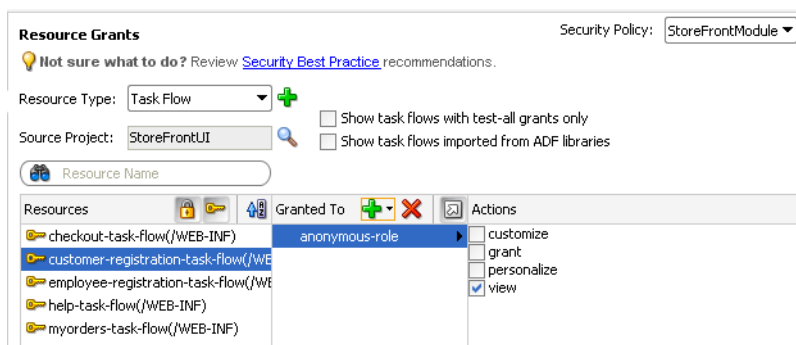 Resource Grants
Security Policy: StoreFrontModule
Not sure what to do? Review Security Best Practice recommendations.
Resource Type: Task Flow
Show task flows with test-all grants only
Source Project: StoreFrontUI
Show task flows imported from ADF libraries
Resource Name
Resources Granted To Actions
checkout-task-flow(/WEB-INF) anonymous-role customize
customer-registration-task-flow(/WE grant
employee-registration-task-flow(/WE personalize
help-task-flow(/WEB-INF) view
myorders-task-flow(/WEB-INF)